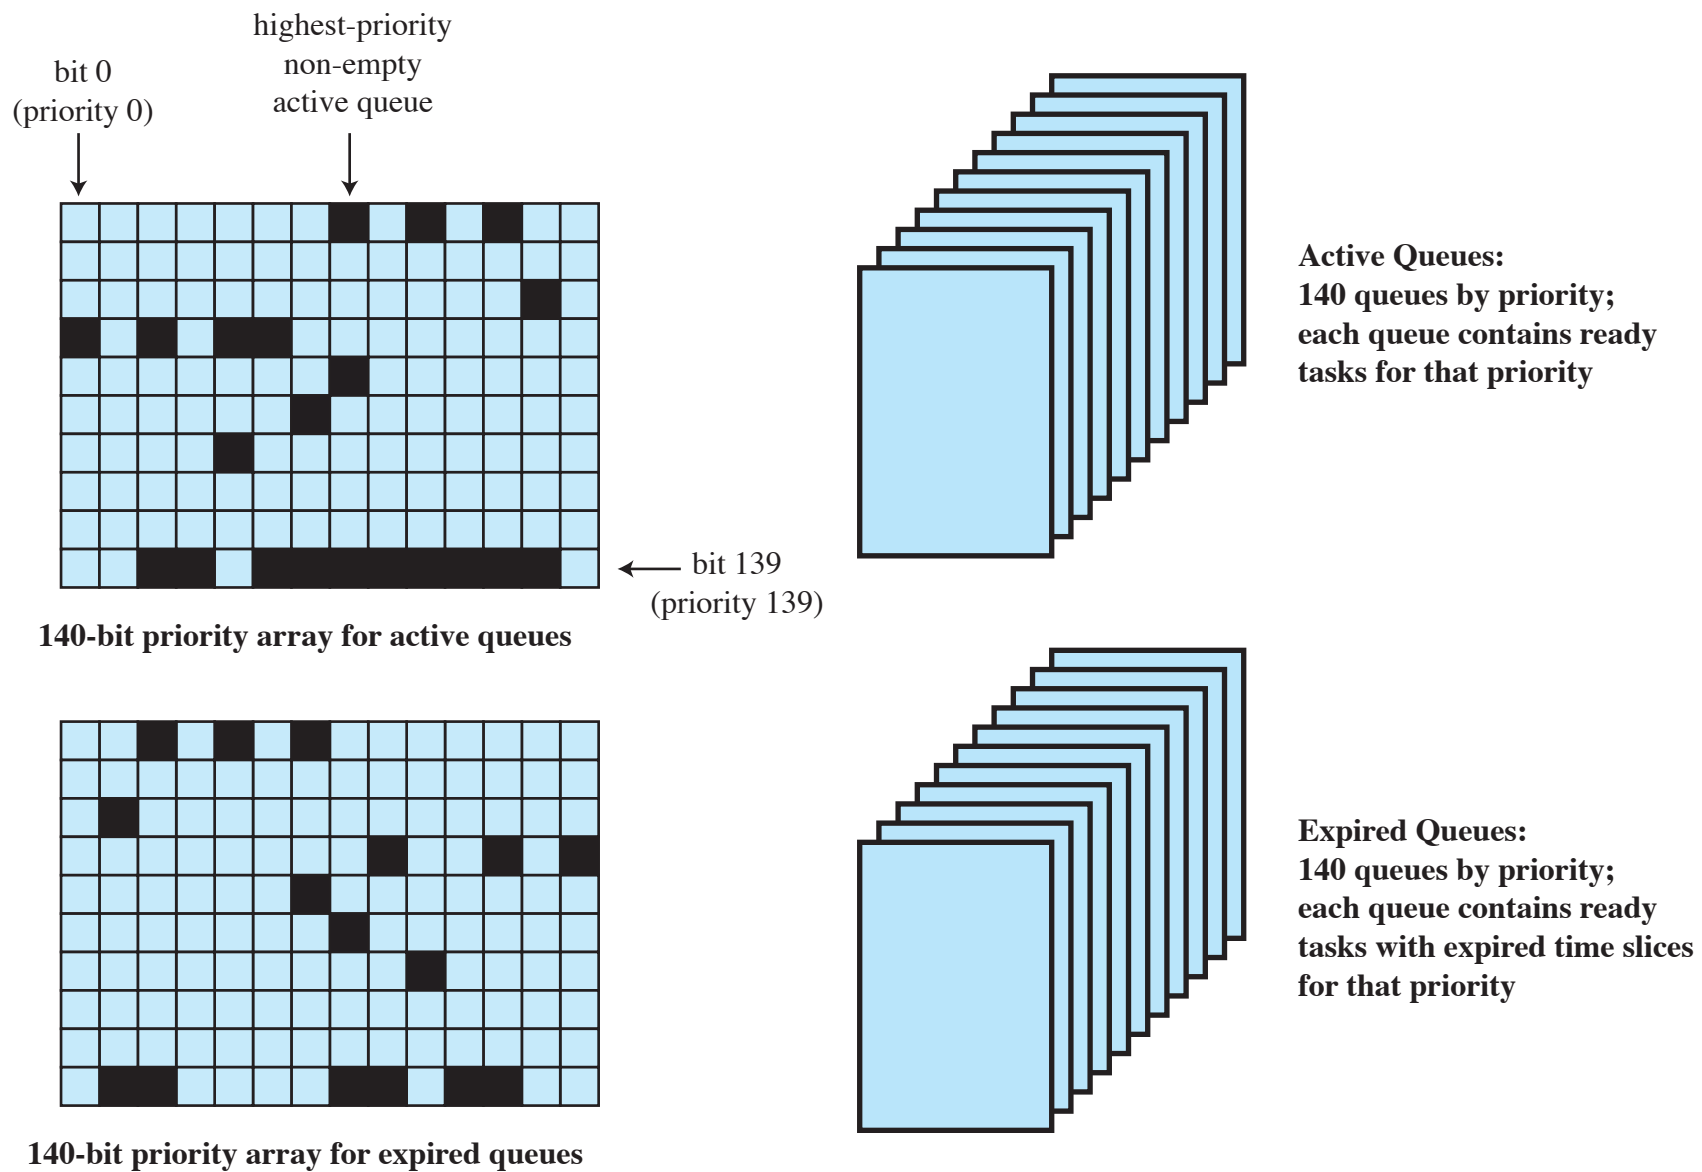 highest-priority
non-empty
active queue
bit 0
(priority 0)
Active Queues:
140 queues by priority;
each queue contains ready
tasks for that priority
bit 139
(priority 139)
140-bit priority array for active queues
Expired Queues:
140 queues by priority;
each queue contains ready
tasks with expired time slices
for that priority
140-bit priority array for expired queues